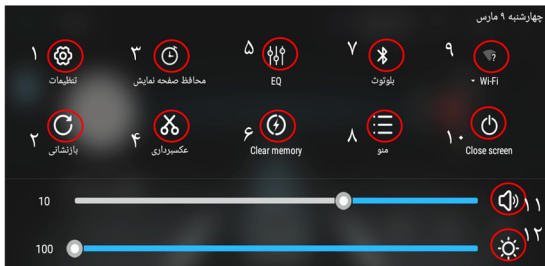 چهارشنبه ۹ مارس
۹ ۷ ۵ ۳ ۱
Wi-Fi بلوتوث EQ محافظ صفحه نمایش تنظیمات
۱۰ ۸ ۶ ۴ ۲
Close screen منو Clear memory عکسبرداری بازنشانی
10 ۱۱
100 ۱۲